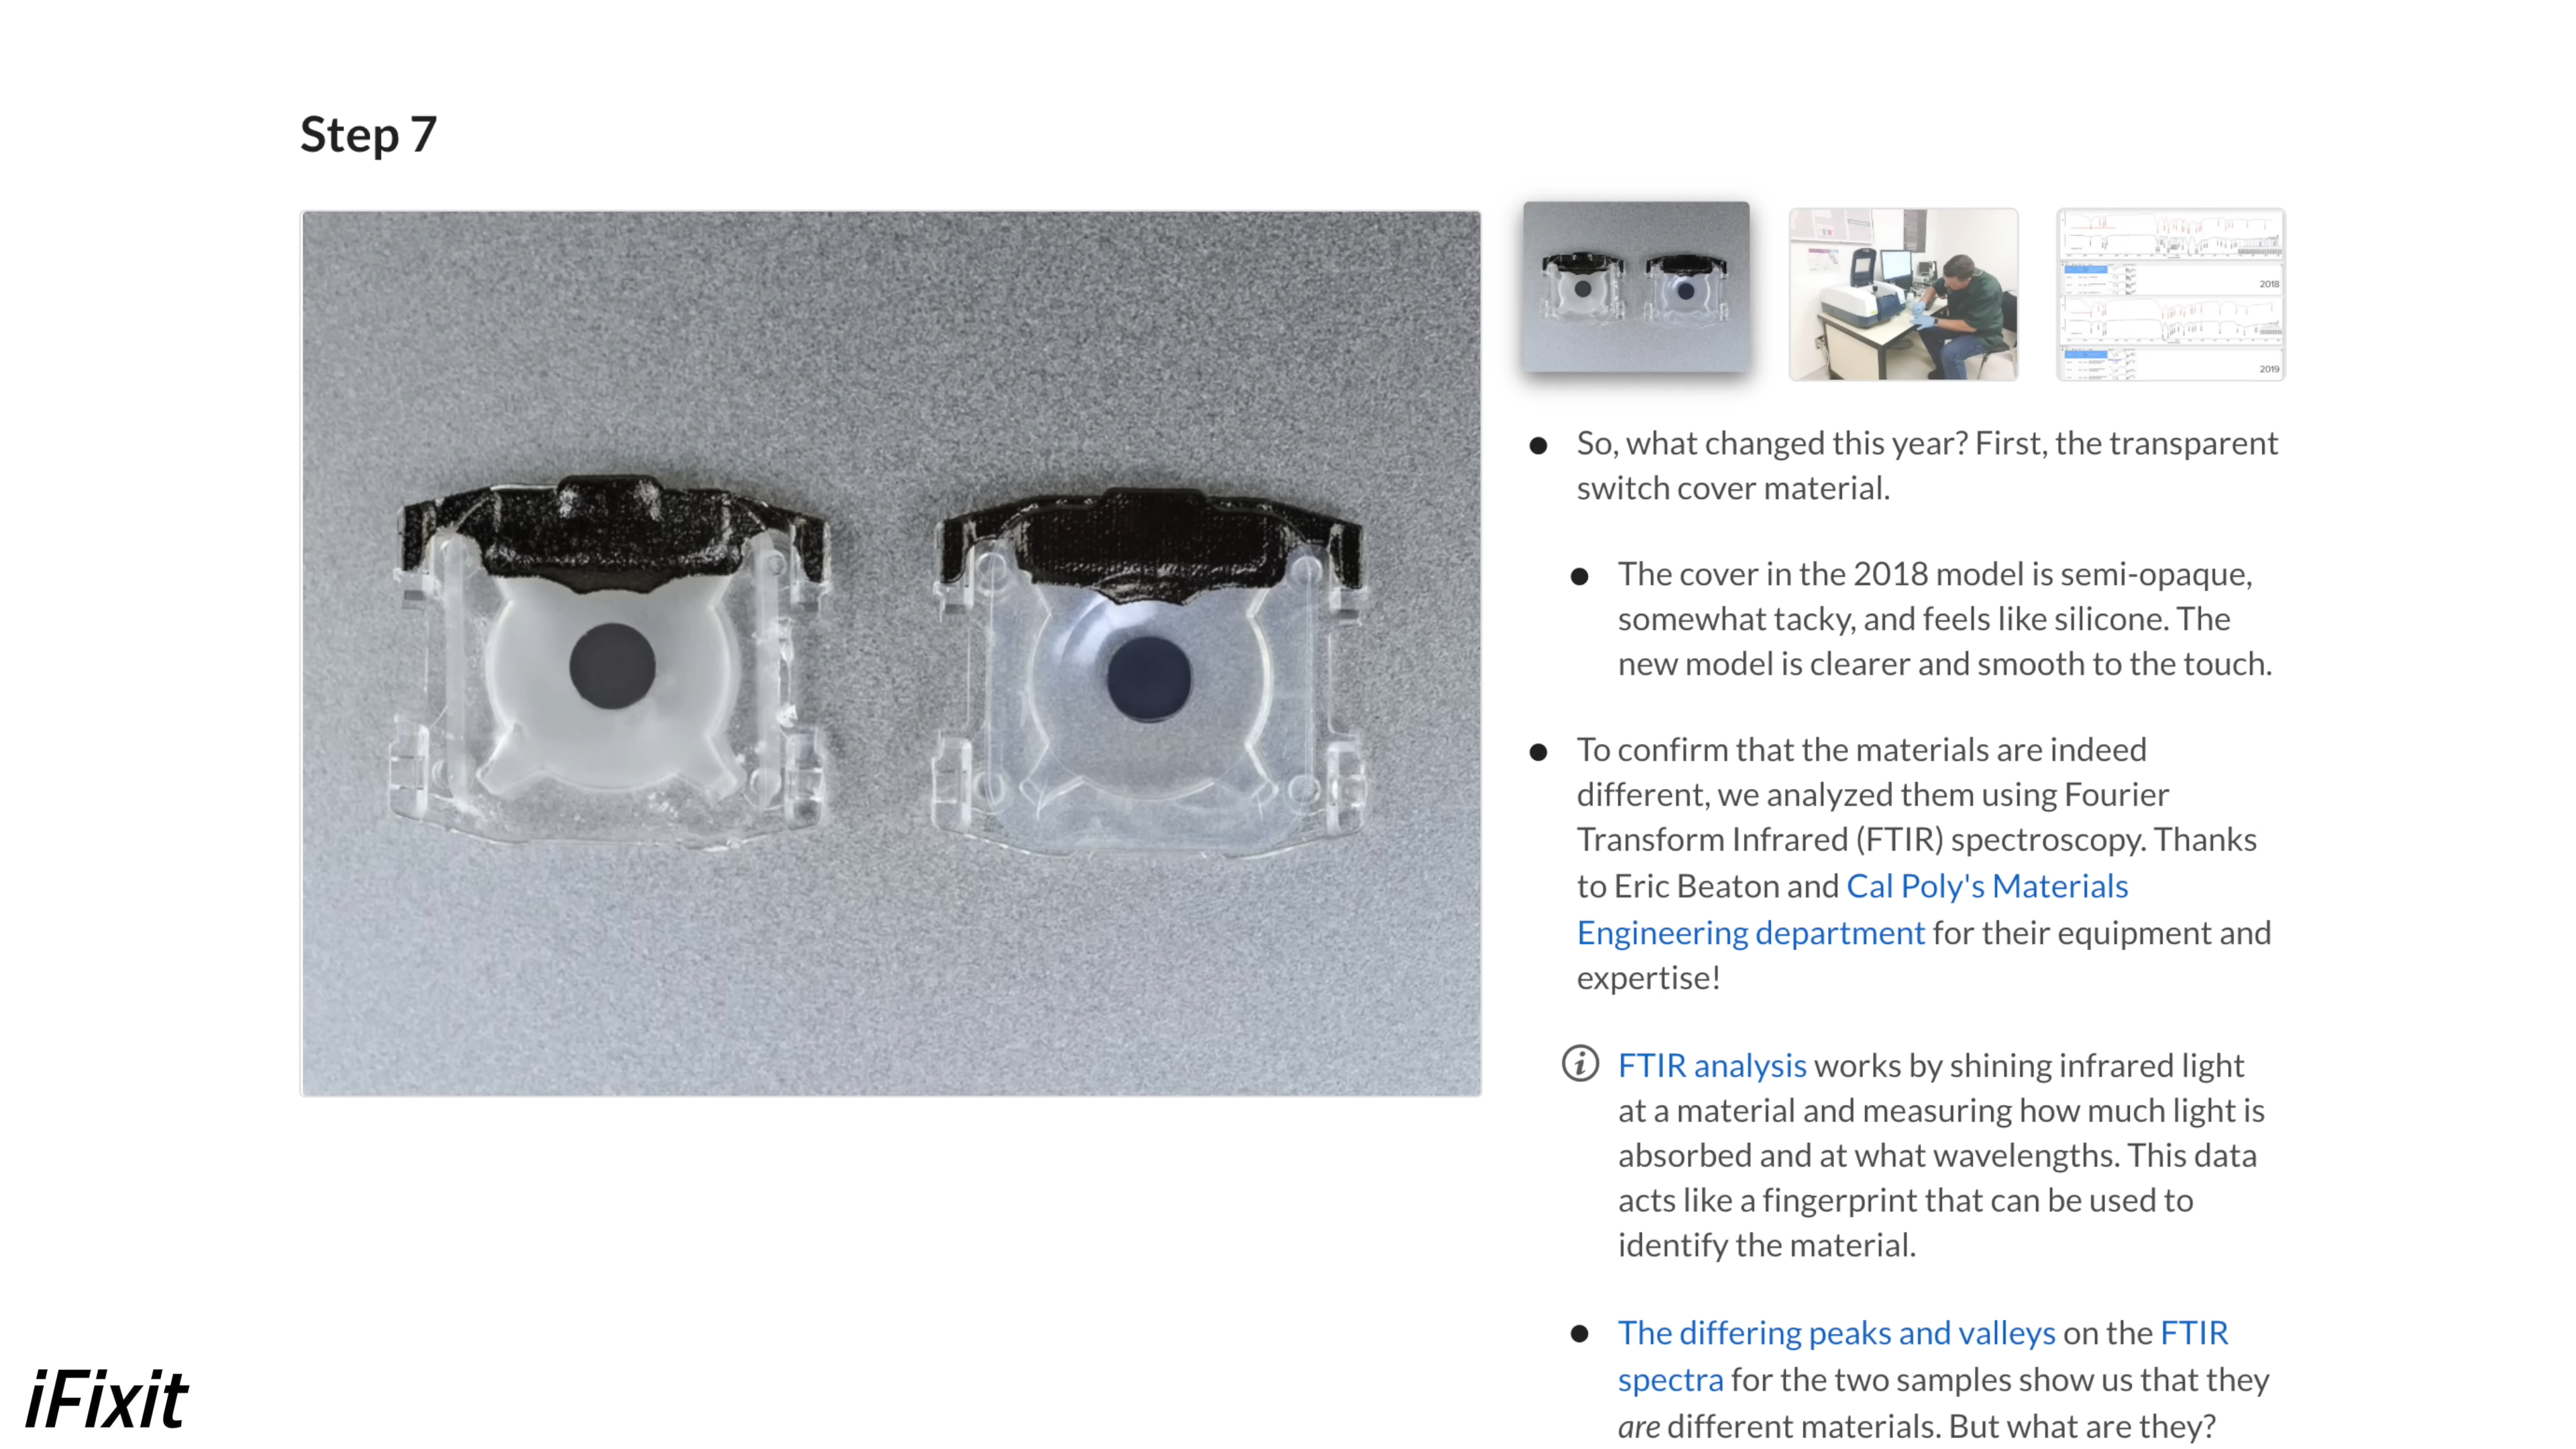 Step 7
2018
2019
So, what changed this year? First, the transparent
switch cover material.
The cover in the 2018 model is semi-opaque,
somewhat tacky, and feels like silicone. The
new model is clearer and smooth to the touch.
To confirm that the materials are indeed
different, we analyzed them using Fourier
Transform Infrared (FTIR) spectroscopy. Thanks
to Eric Beaton and Cal Poly's Materials
Engineering department for their equipment and
expertise!
FTIR analysis works by shining infrared light
at a material and measuring how much light is
absorbed and at what wavelengths. This data
acts like a fingerprint that can be used to
identify the material.
The differing peaks and valleys on the FTIR
spectra for the two samples show us that they
are different materials. But what are they?
iFixit